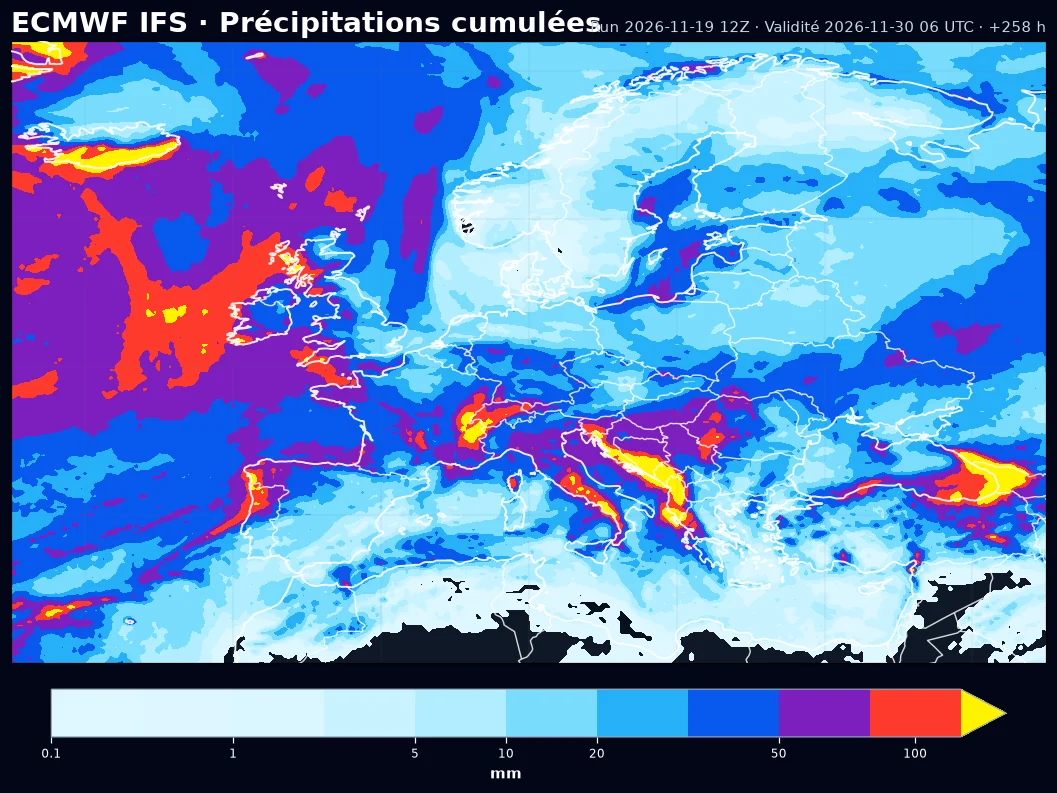 ECMWF IFS · Précipitations cumulées
Run 2026-11-19 12Z · Validité 2026-11-30 06 UTC · +258 h
0.1 1 5 10 20 50 100
mm